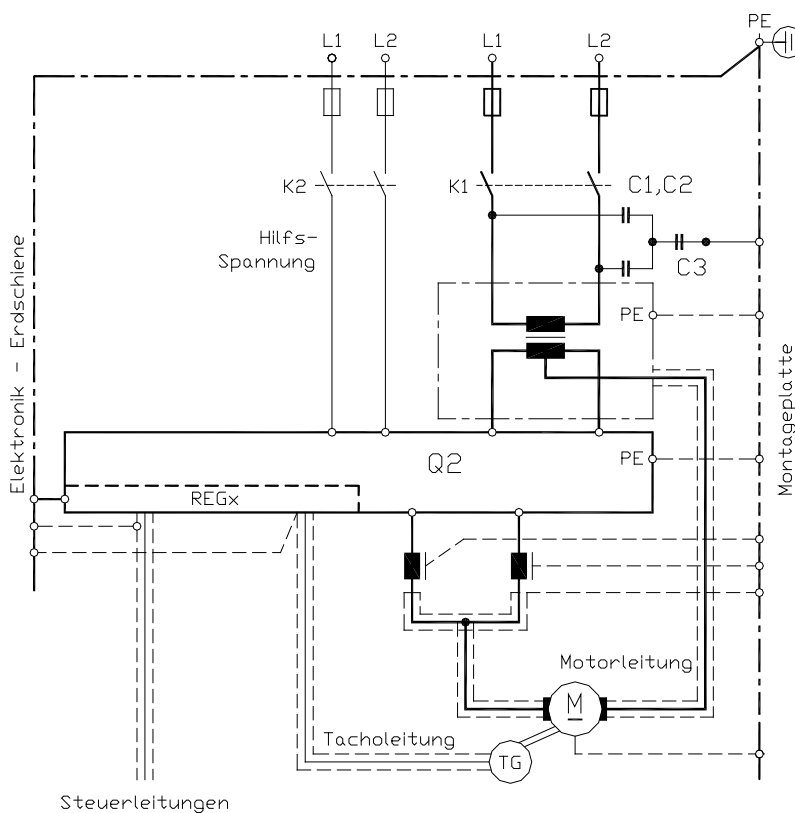 PE
L1 L2 L1 L2
K2 K1 C1,C2
Hilfs-
Spannung
C3
PE
Elektronik - Erdschiene
Montageplatte
Q2
PE
REGx
Motorleitung
M
Tacholeitung
TG
Steuerleitungen